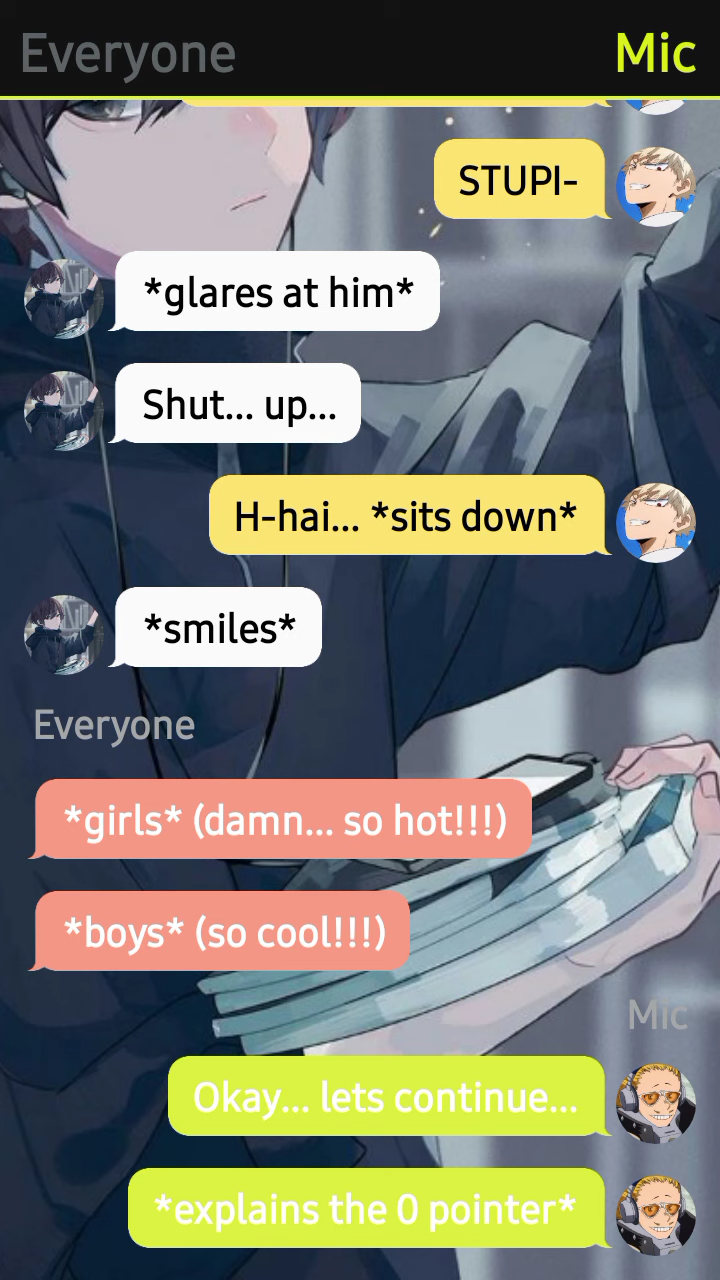 Everyone
Mic
STUPI-
*glares at him*
Shut... up...
H-hai... *sits down*
*smiles*
Everyone
*girls* (damn... so hot!!!)
*boys* (so cool!!!)
Mic
Okay... lets continue...
*explains the 0 pointer*